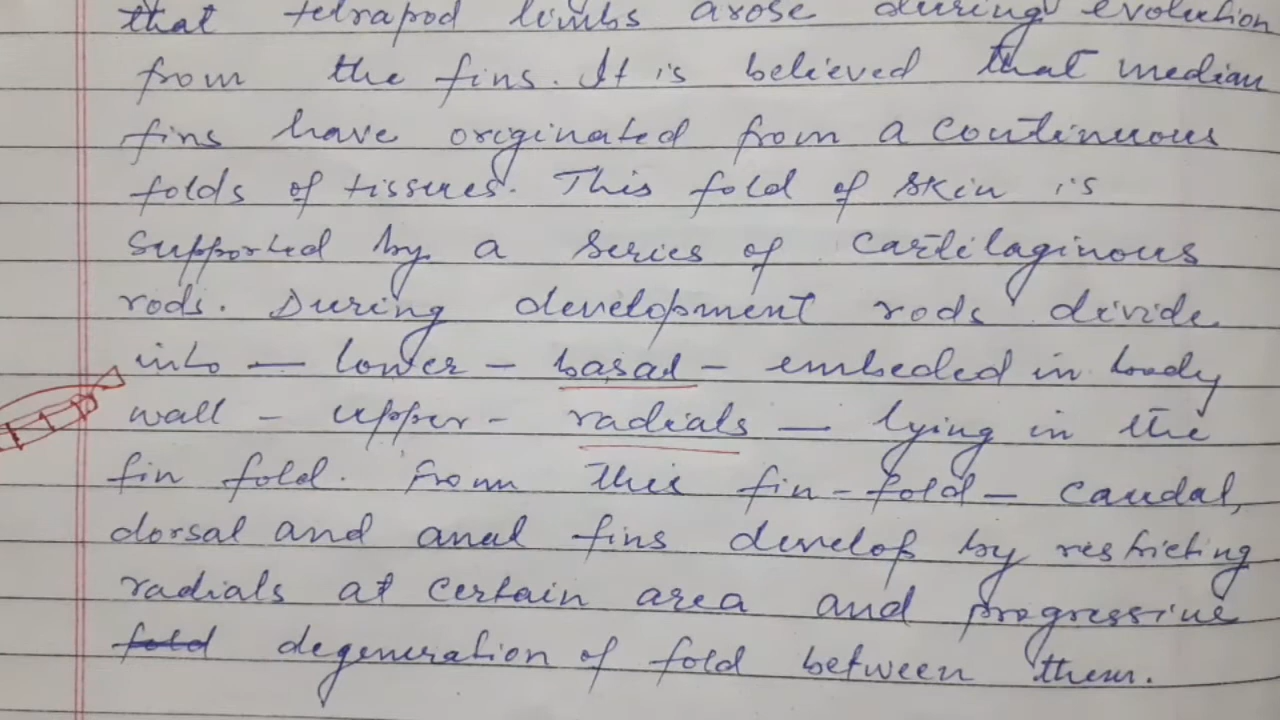 that tetrapod limbs arose during evolution
from the fins. It is believed that median
fins have originated from a continuous
folds of tissues. This fold of skin is
supported by a series of cartilaginous
rods. During development rods divide
into — lower - basal - embeded in body
wall - upper - radials — lying in the
fin fold. From this fin-fold - caudal,
dorsal and anal fins develop by restricting
radials at certain area and progressive
fold degeneration of fold between them.